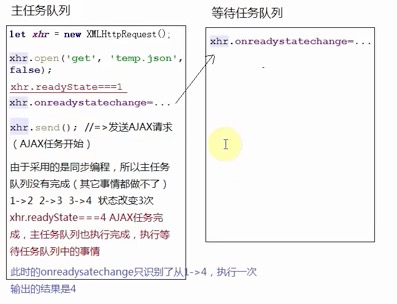 主任务队列
let xhr = new XMLHttpRequest();
xhr.open('get', 'temp.json',
false);
xhr.readyState===1
xhr.onreadystatechange=...
xhr.send(); //=>发送AJAX请求
（AJAX任务开始）
由于采用的是同步编程，所以主任务
队列没有完成（其它事情都做不了）
1->2 2->3 3->4 状态改变3次
xhr.readyState===4 AJAX任务完
成，主任务队列也执行完成，执行等
待任务队列中的事情
此时的onreadysatechange只识别了从1->4，执行一次
输出的结果是4
等待任务队列
xhr.onreadystatechange=...